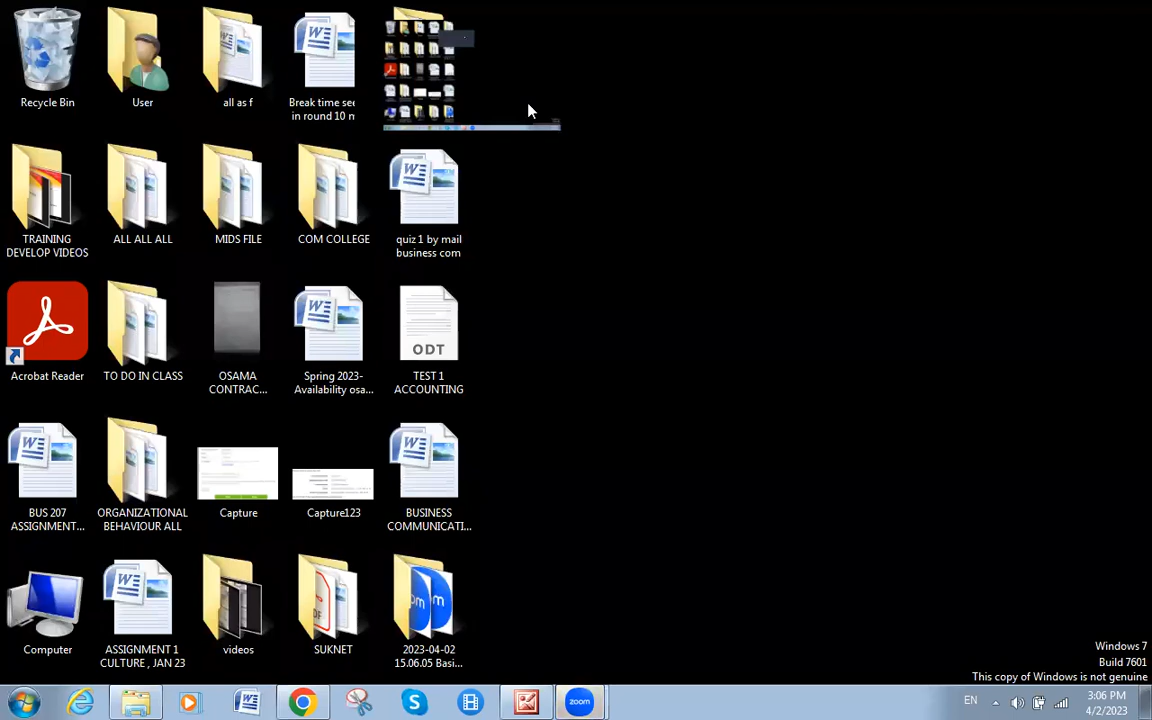 Recycle Bin
User
all as f
Break time see
in round 10 m
TRAINING
DEVELOP VIDEOS
ALL ALL ALL
MIDS FILE
COM COLLEGE
quiz 1 by mail
business com
Acrobat Reader
TO DO IN CLASS
OSAMA
CONTRAC...
Spring 2023-
Availability osa...
ODT
TEST 1
ACCOUNTING
BUS 207
ASSIGNMENT...
ORGANIZATIONAL
BEHAVIOUR ALL
Capture
Capture123
BUSINESS
COMMUNICATI...
Computer
ASSIGNMENT 1
CULTURE , JAN 23
videos
SUKNET
2023-04-02
15.06.05 Basi...
Windows 7
Build 7601
This copy of Windows is not genuine
zoom
EN
3:06 PM
4/2/2023